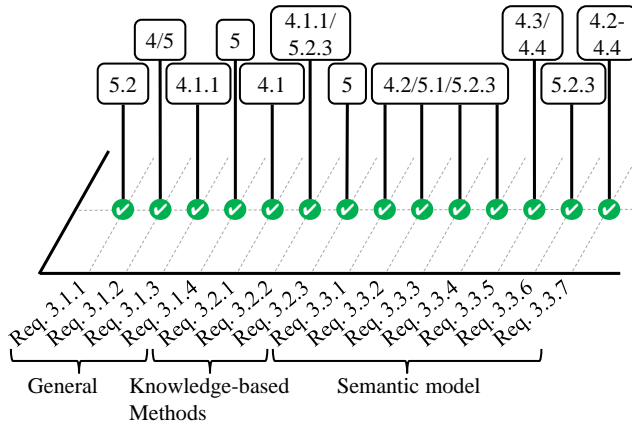 4.1.1/
5.2.3
4.3/
4.4
4.2-
4.4
4/5
5
5.2
4.1.1
4.1
5
4.2/5.1/5.2.3
5.2.3
Req. 3.1.1
Req. 3.1.2
Req. 3.1.3
Req. 3.1.4
Req. 3.2.1
Req. 3.2.2
Req. 3.2.3
Req. 3.3.1
Req. 3.3.2
Req. 3.3.3
Req. 3.3.4
Req. 3.3.5
Req. 3.3.6
Req. 3.3.7
General
Knowledge-based
Methods
Semantic model